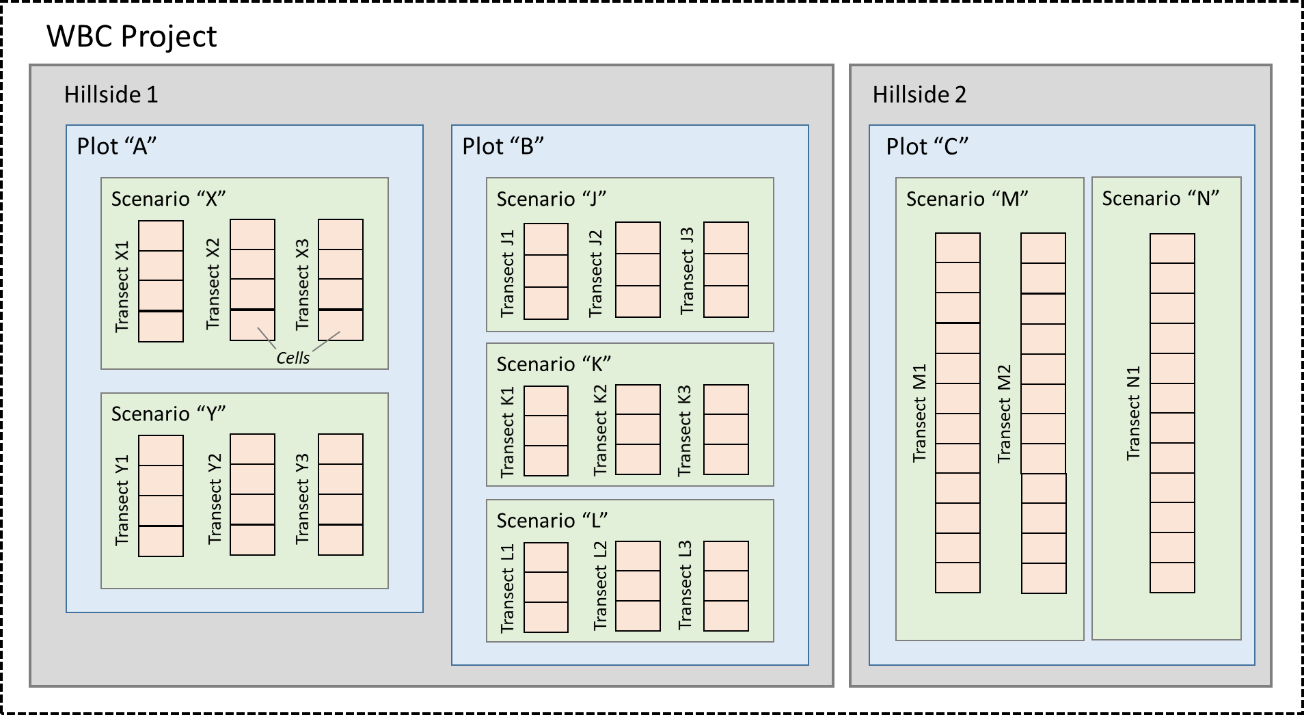 WBC Project
Hillside 1
Plot “A”
Scenario “X”
Transect X1
Transect X2
Transect X3
Cells
Scenario “Y”
Transect Y1
Transect Y2
Transect Y3
Plot “B”
Scenario “J”
Transect J1
Transect J2
Transect J3
Scenario “K”
Transect K1
Transect K2
Transect K3
Scenario “L”
Transect L1
Transect L2
Transect L3
Hillside 2
Plot “C”
Scenario “M”
Transect M1
Transect M2
Scenario “N”
Transect N1